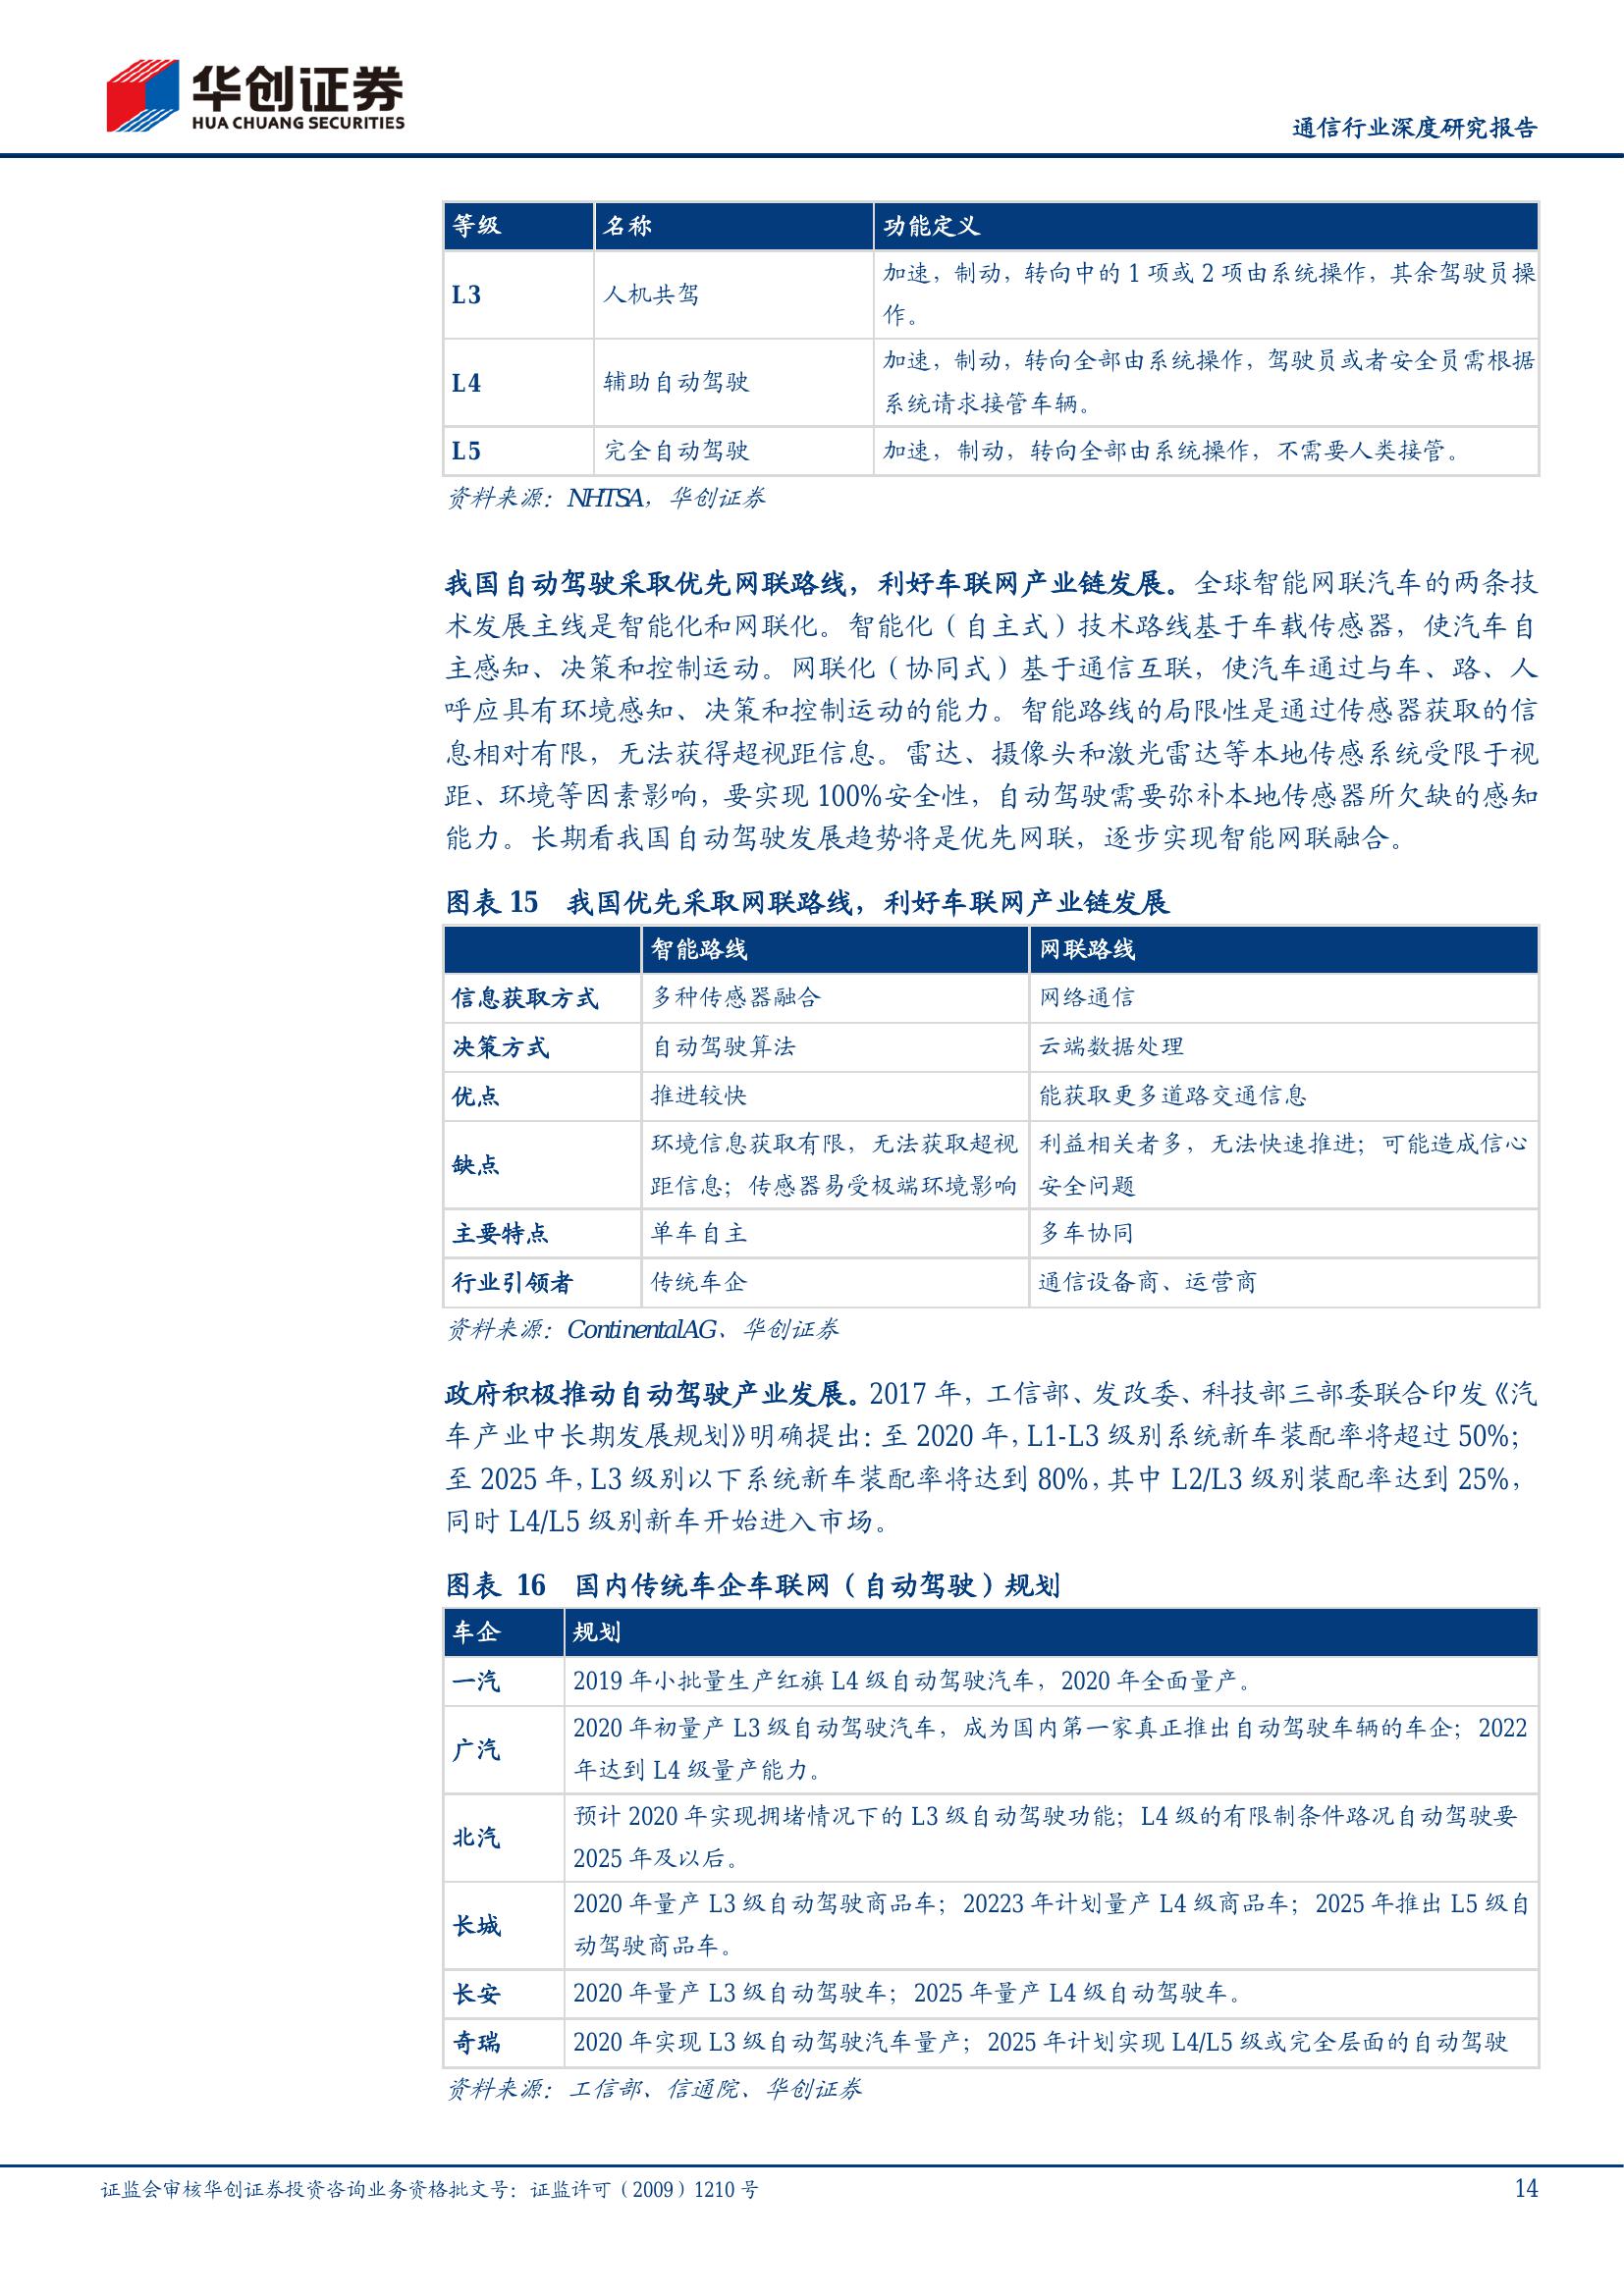 华创证券
HUA CHUANG SECURITIES
通信行业深度研究报告
等级 名称 功能定义
L3 人机共驾 加速，制动，转向中的 1 项或 2 项由系统操作，其余驾驶员操
作。
L4 辅助自动驾驶 加速，制动，转向全部由系统操作，驾驶员或者安全员需根据
系统请求接管车辆。
L5 完全自动驾驶 加速，制动，转向全部由系统操作，不需要人类接管。
资料来源：NHTSA，华创证券
我国自动驾驶采取优先网联路线，利好车联网产业链发展。全球智能网联汽车的两条技
术发展主线是智能化和网联化。智能化（自主式）技术路线基于车载传感器，使汽车自
主感知、决策和控制运动。网联化（协同式）基于通信互联，使汽车通过与车、路、人
呼应具有环境感知、决策和控制运动的能力。智能路线的局限性是通过传感器获取的信
息相对有限，无法获得超视距信息。雷达、摄像头和激光雷达等本地传感系统受限于视
距、环境等因素影响，要实现 100%安全性，自动驾驶需要弥补本地传感器所欠缺的感知
能力。长期看我国自动驾驶发展趋势将是优先网联，逐步实现智能网联融合。
图表 15 我国优先采取网联路线，利好车联网产业链发展
智能路线 网联路线
信息获取方式 多种传感器融合 网络通信
决策方式 自动驾驶算法 云端数据处理
优点 推进较快 能获取更多道路交通信息
缺点 环境信息获取有限，无法获取超视 利益相关者多，无法快速推进；可能造成信心
距信息；传感器易受极端环境影响 安全问题
主要特点 单车自主 多车协同
行业引领者 传统车企 通信设备商、运营商
资料来源：ContinentalAG、华创证券
政府积极推动自动驾驶产业发展。2017 年，工信部、发改委、科技部三部委联合印发《汽
车产业中长期发展规划》明确提出：至 2020 年，L1-L3 级别系统新车装配率将超过 50%；
至 2025 年，L3 级别以下系统新车装配率将达到 80%，其中 L2/L3 级别装配率达到 25%，
同时 L4/L5 级别新车开始进入市场。
图表 16 国内传统车企车联网（自动驾驶）规划
车企 规划
一汽 2019 年小批量生产红旗 L4 级自动驾驶汽车，2020 年全面量产。
广汽 2020 年初量产 L3 级自动驾驶汽车，成为国内第一家真正推出自动驾驶车辆的车企；2022
年达到 L4 级量产能力。
北汽 预计 2020 年实现拥堵情况下的 L3 级自动驾驶功能；L4 级的有限制条件路况自动驾驶要
2025 年及以后。
长城 2020 年量产 L3 级自动驾驶商品车；20223 年计划量产 L4 级商品车；2025 年推出 L5 级自
动驾驶商品车。
长安 2020 年量产 L3 级自动驾驶车；2025 年量产 L4 级自动驾驶车。
奇瑞 2020 年实现 L3 级自动驾驶汽车量产；2025 年计划实现 L4/L5 级或完全层面的自动驾驶
资料来源：工信部、信通院、华创证券
证监会审核华创证券投资咨询业务资格批文号：证监许可（2009）1210 号 14